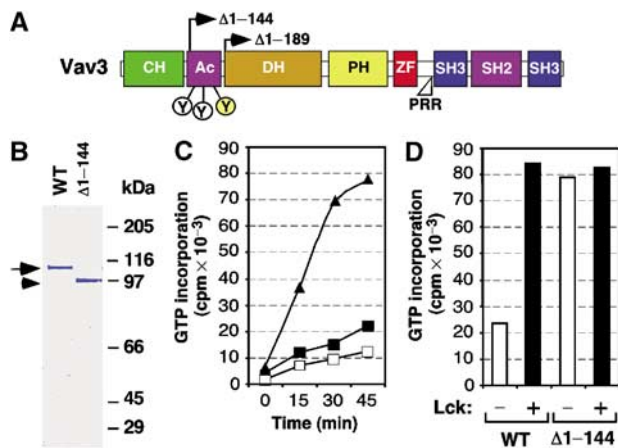 A
Δ1–144
Δ1–189
Vav3
CH
Ac
DH
PH
ZF
SH3
SH2
SH3
Y
Y
Y
PRR
B
WT
Δ1–144
kDa
205
116
97
66
45
29
C
GTP incorporation
(cpm × 10⁻³)
90
80
70
60
50
40
30
20
10
0
0 15 30 45
Time (min)
D
GTP incorporation
(cpm × 10⁻³)
90
80
70
60
50
40
30
20
10
0
Lck: – + – +
WT Δ1–144